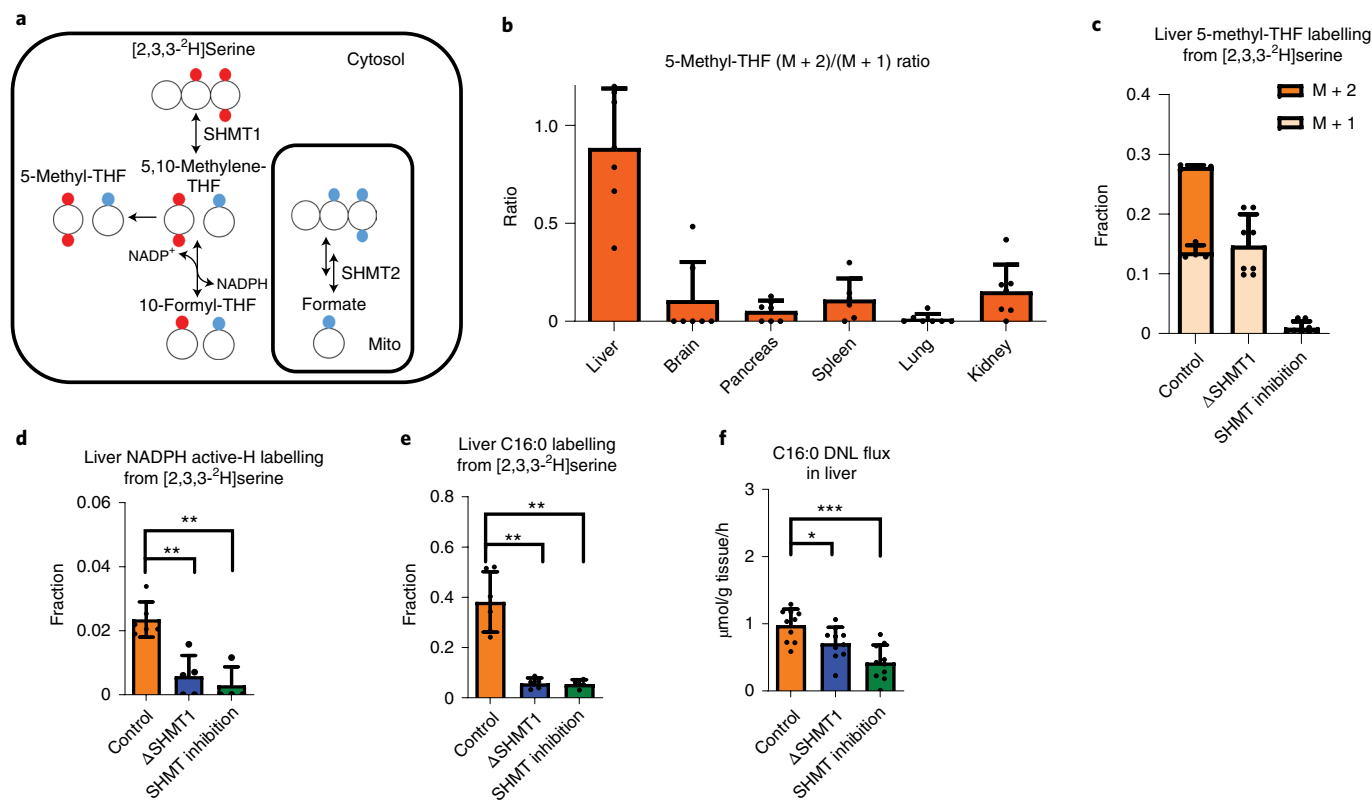 a
[2,3,3-²H]Serine
Cytosol
SHMT1
5-Methyl-THF
5,10-Methylene-
THF
NADP⁺
NADPH
10-Formyl-THF
SHMT2
Formate
Mito
b
5-Methyl-THF (M + 2)/(M + 1) ratio
Ratio
1.0
0.5
0
Liver
Brain
Pancreas
Spleen
Lung
Kidney
c
Liver 5-methyl-THF labelling
from [2,3,3-²H]serine
M + 2
M + 1
Fraction
0.4
0.3
0.2
0.1
0
Control
ΔSHMT1
SHMT inhibition
d
Liver NADPH active-H labelling
from [2,3,3-²H]serine
Fraction
0.06
0.04
0.02
0
**
**
Control
ΔSHMT1
SHMT inhibition
e
Liver C16:0 labelling
from [2,3,3-²H]serine
Fraction
0.8
0.6
0.4
0.2
0
**
**
Control
ΔSHMT1
SHMT inhibition
f
C16:0 DNL flux
in liver
μmol/g tissue/h
3
2
1
0
***
*
Control
ΔSHMT1
SHMT inhibition